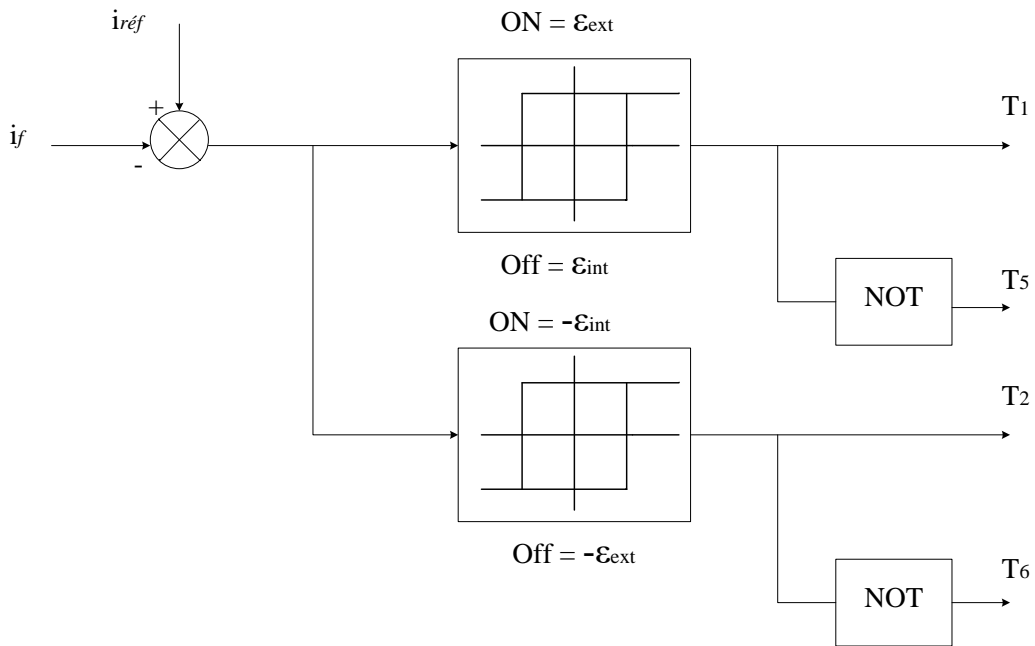 iréf
ON = εext
+
T1
if
-
Off = εint
T5
NOT
ON = -εint
T2
Off = -εext
T6
NOT